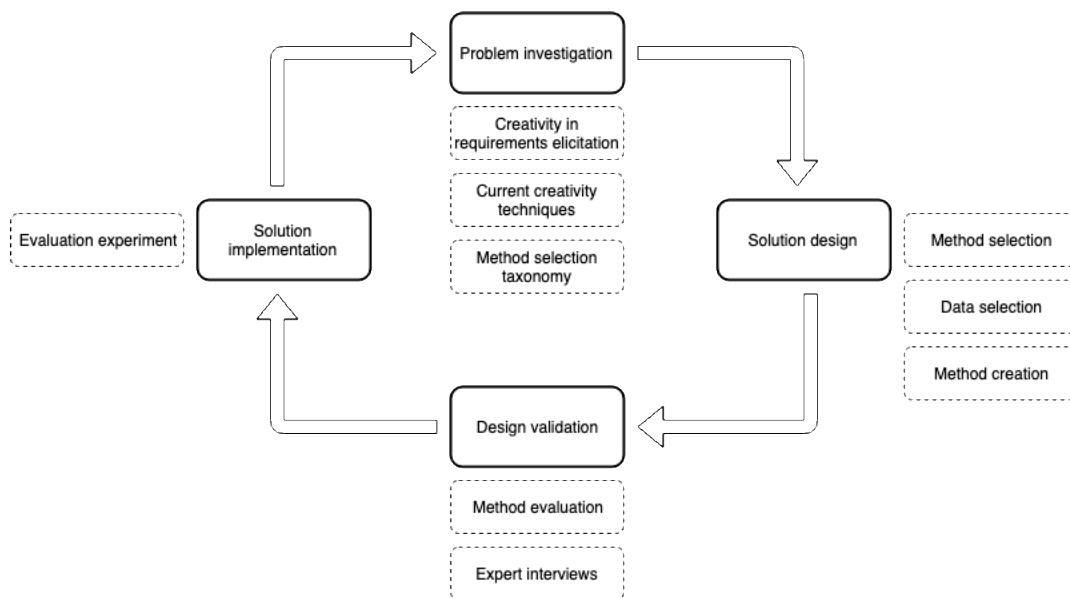 Problem investigation
Creativity in
requirements elicitation
Current creativity
techniques
Method selection
taxonomy
Evaluation experiment
Solution
implementation
Solution design
Method selection
Data selection
Method creation
Design validation
Method evaluation
Expert interviews